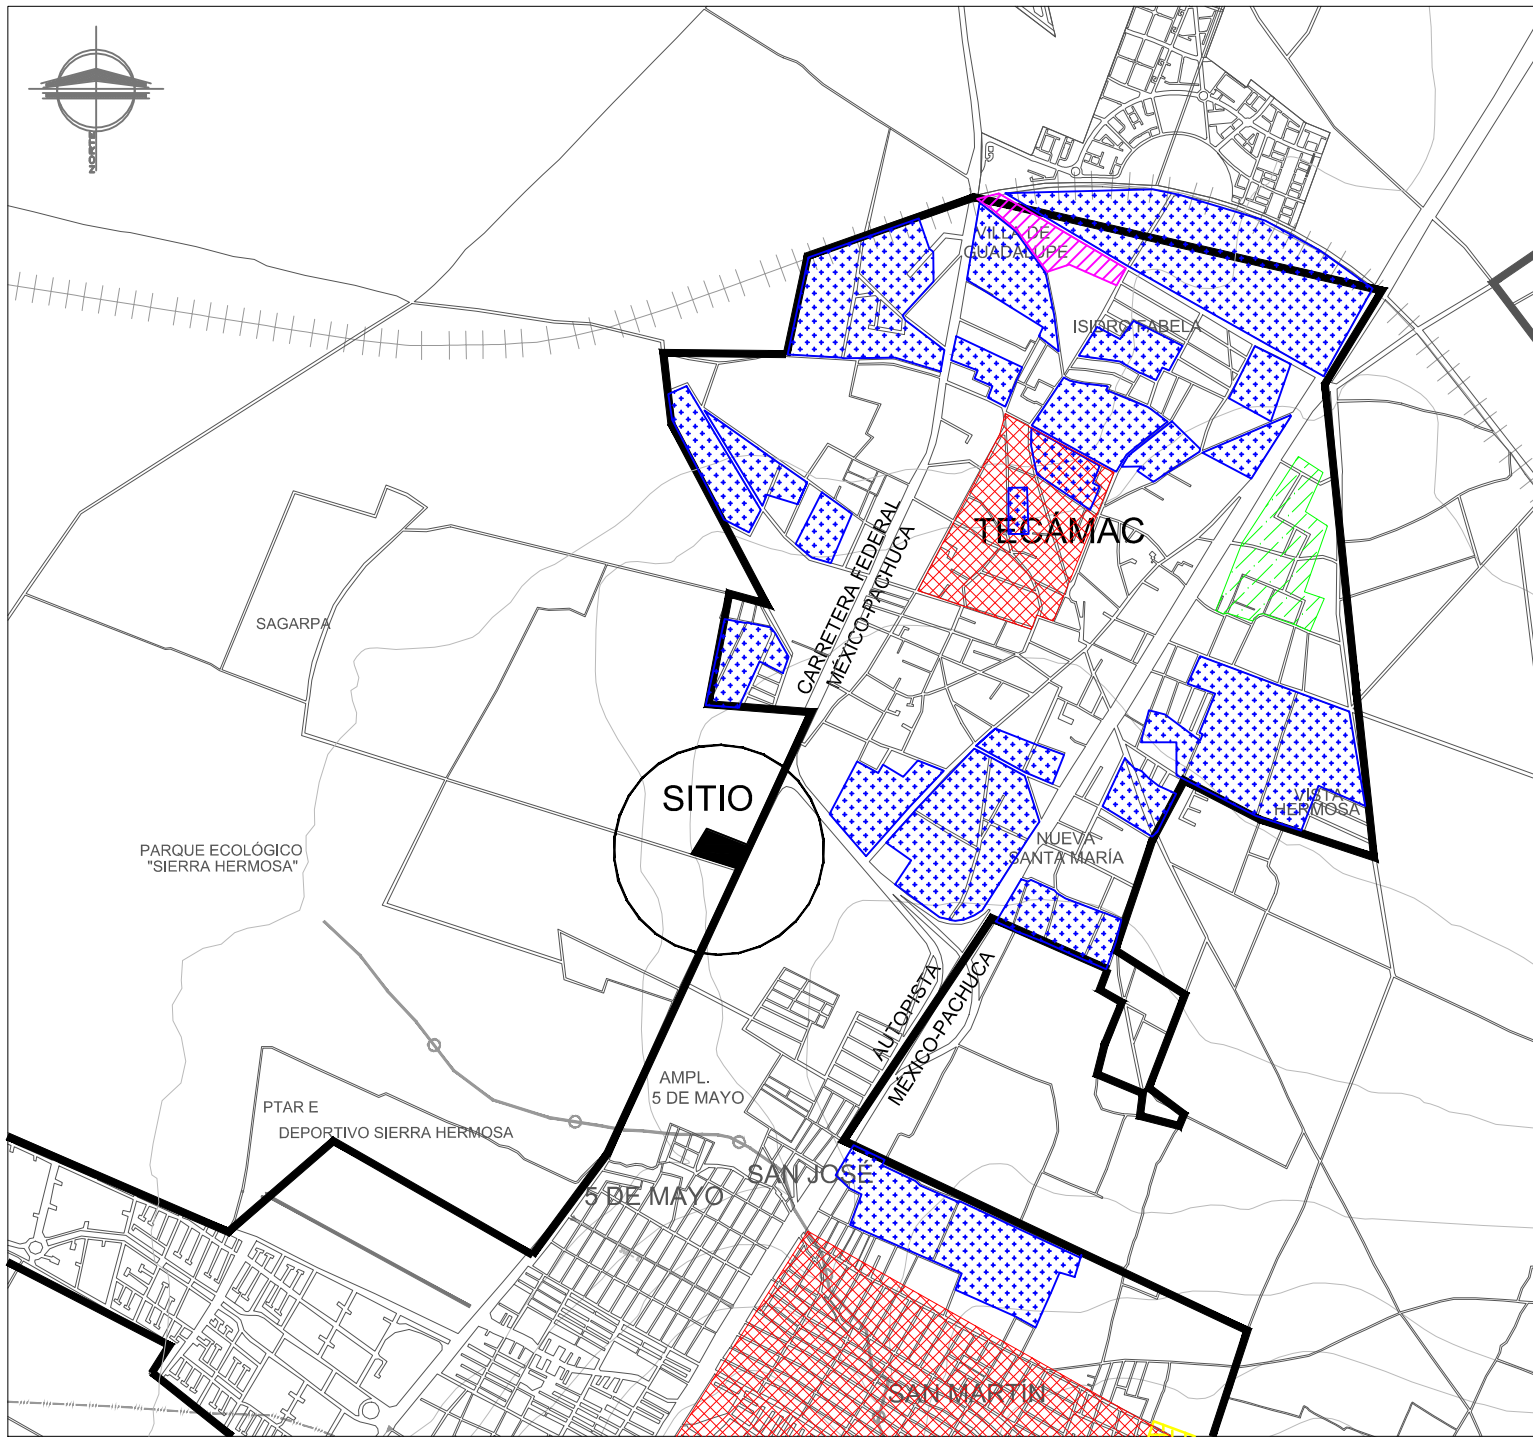 NORTE
VILLA DE
GUADALUPE
ISIDRO FABELA
TECÁMAC
CARRETERA FEDERAL
MÉXICO-PACHUCA
SAGARPA
SITIO
VISTA
HERMOSA
NUEVA
SANTA MARÍA
PARQUE ECOLÓGICO
"SIERRA HERMOSA"
AUTOPISTA
MÉXICO-PACHUCA
AMPL.
5 DE MAYO
PTAR E
DEPORTIVO SIERRA HERMOSA
SAN JOSÉ
5 DE MAYO
SAN MARTÍN